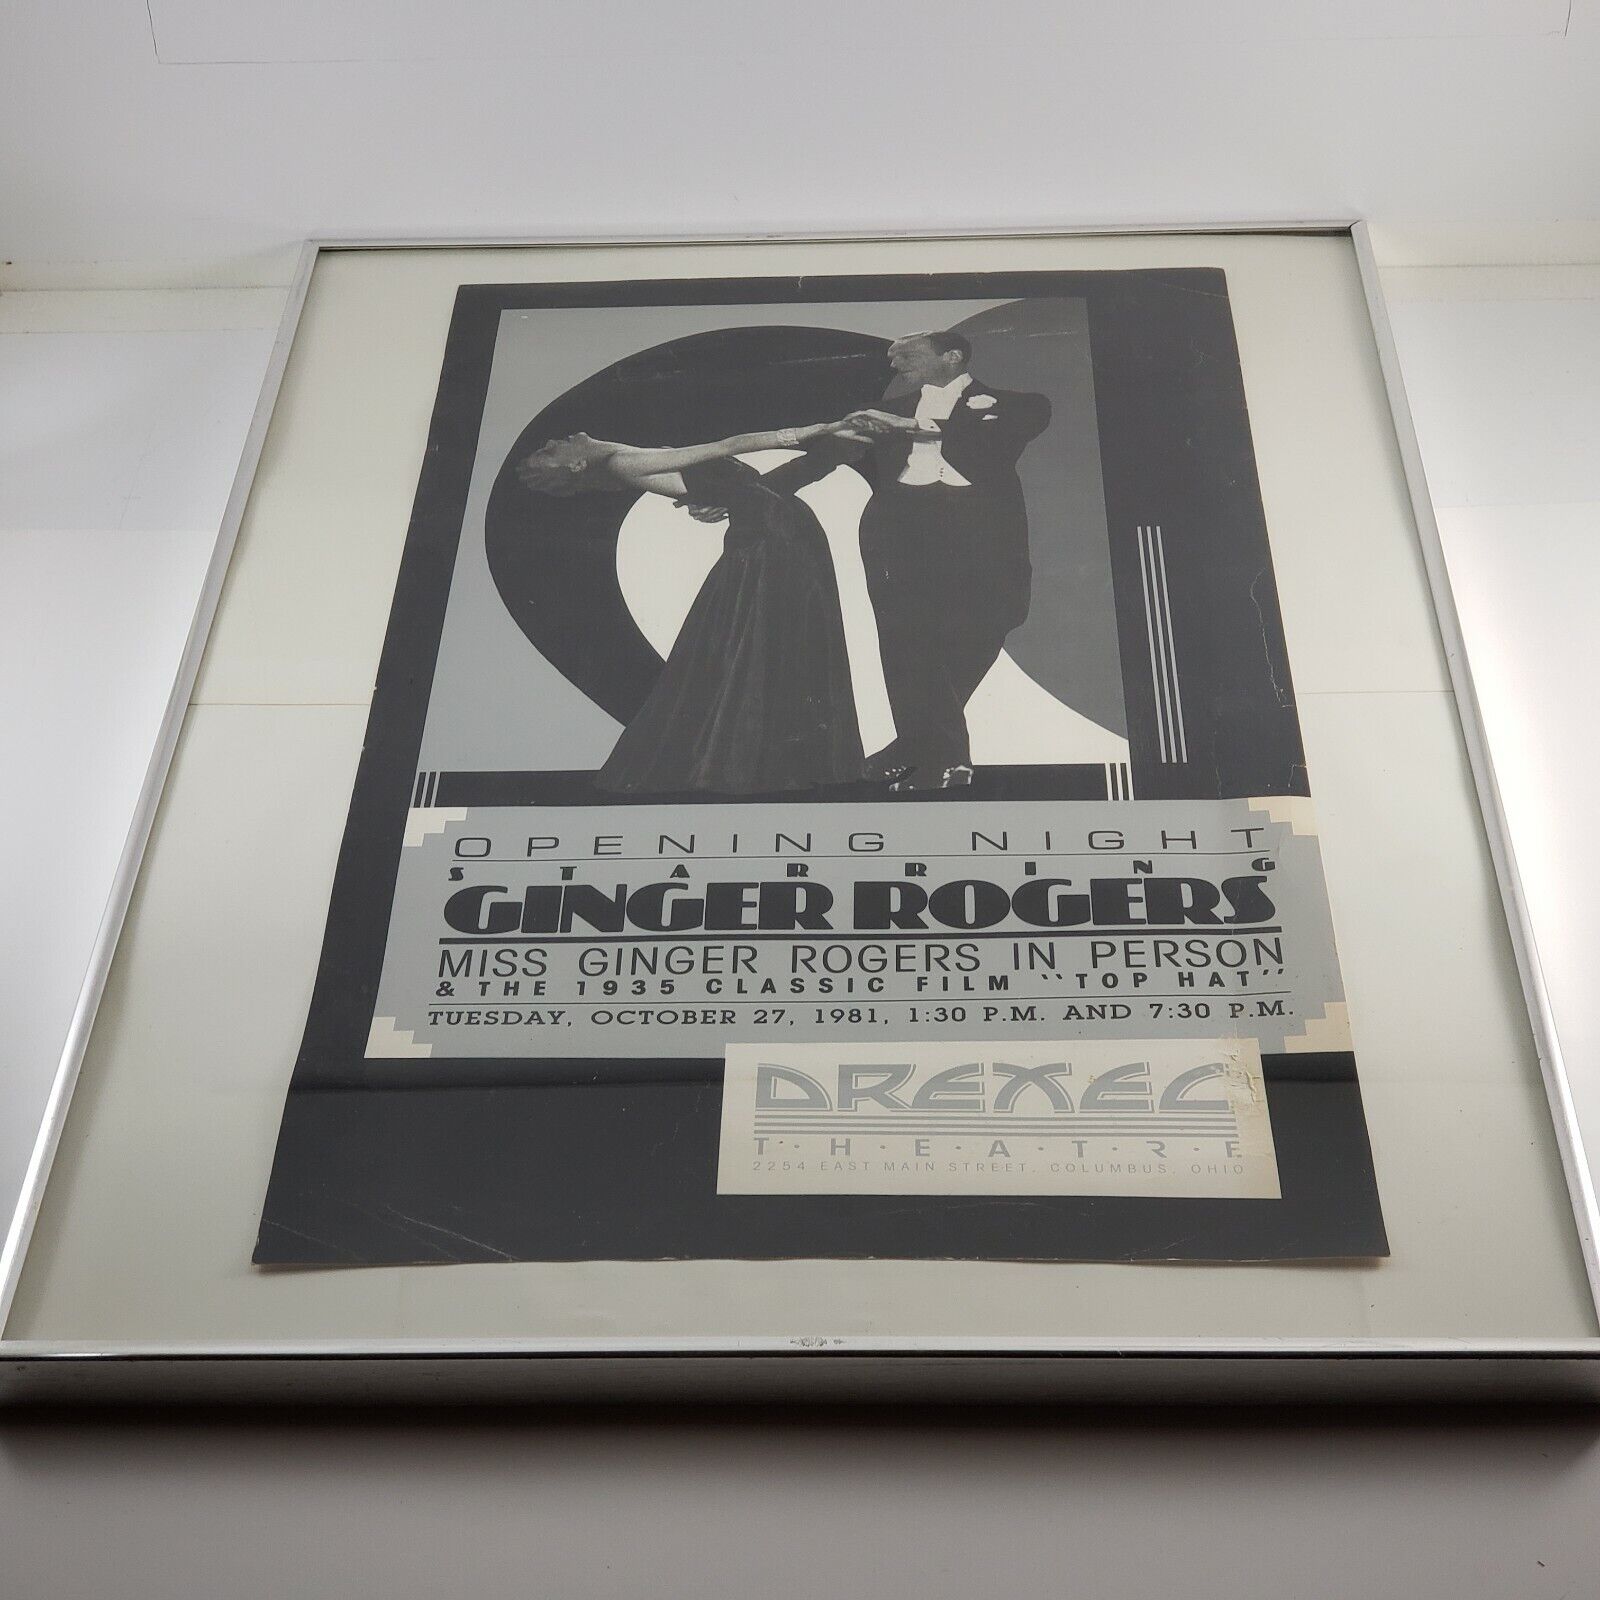 OPENING NIGHT
STARRING
GINGER ROGERS
MISS GINGER ROGERS IN PERSON
& THE 1935 CLASSIC FILM "TOP HAT"
TUESDAY, OCTOBER 27, 1981, 1:30 P.M. AND 7:30 P.M.
DREXEL
T·H·E·A·T·R·E
2254 EAST MAIN STREET, COLUMBUS, OHIO